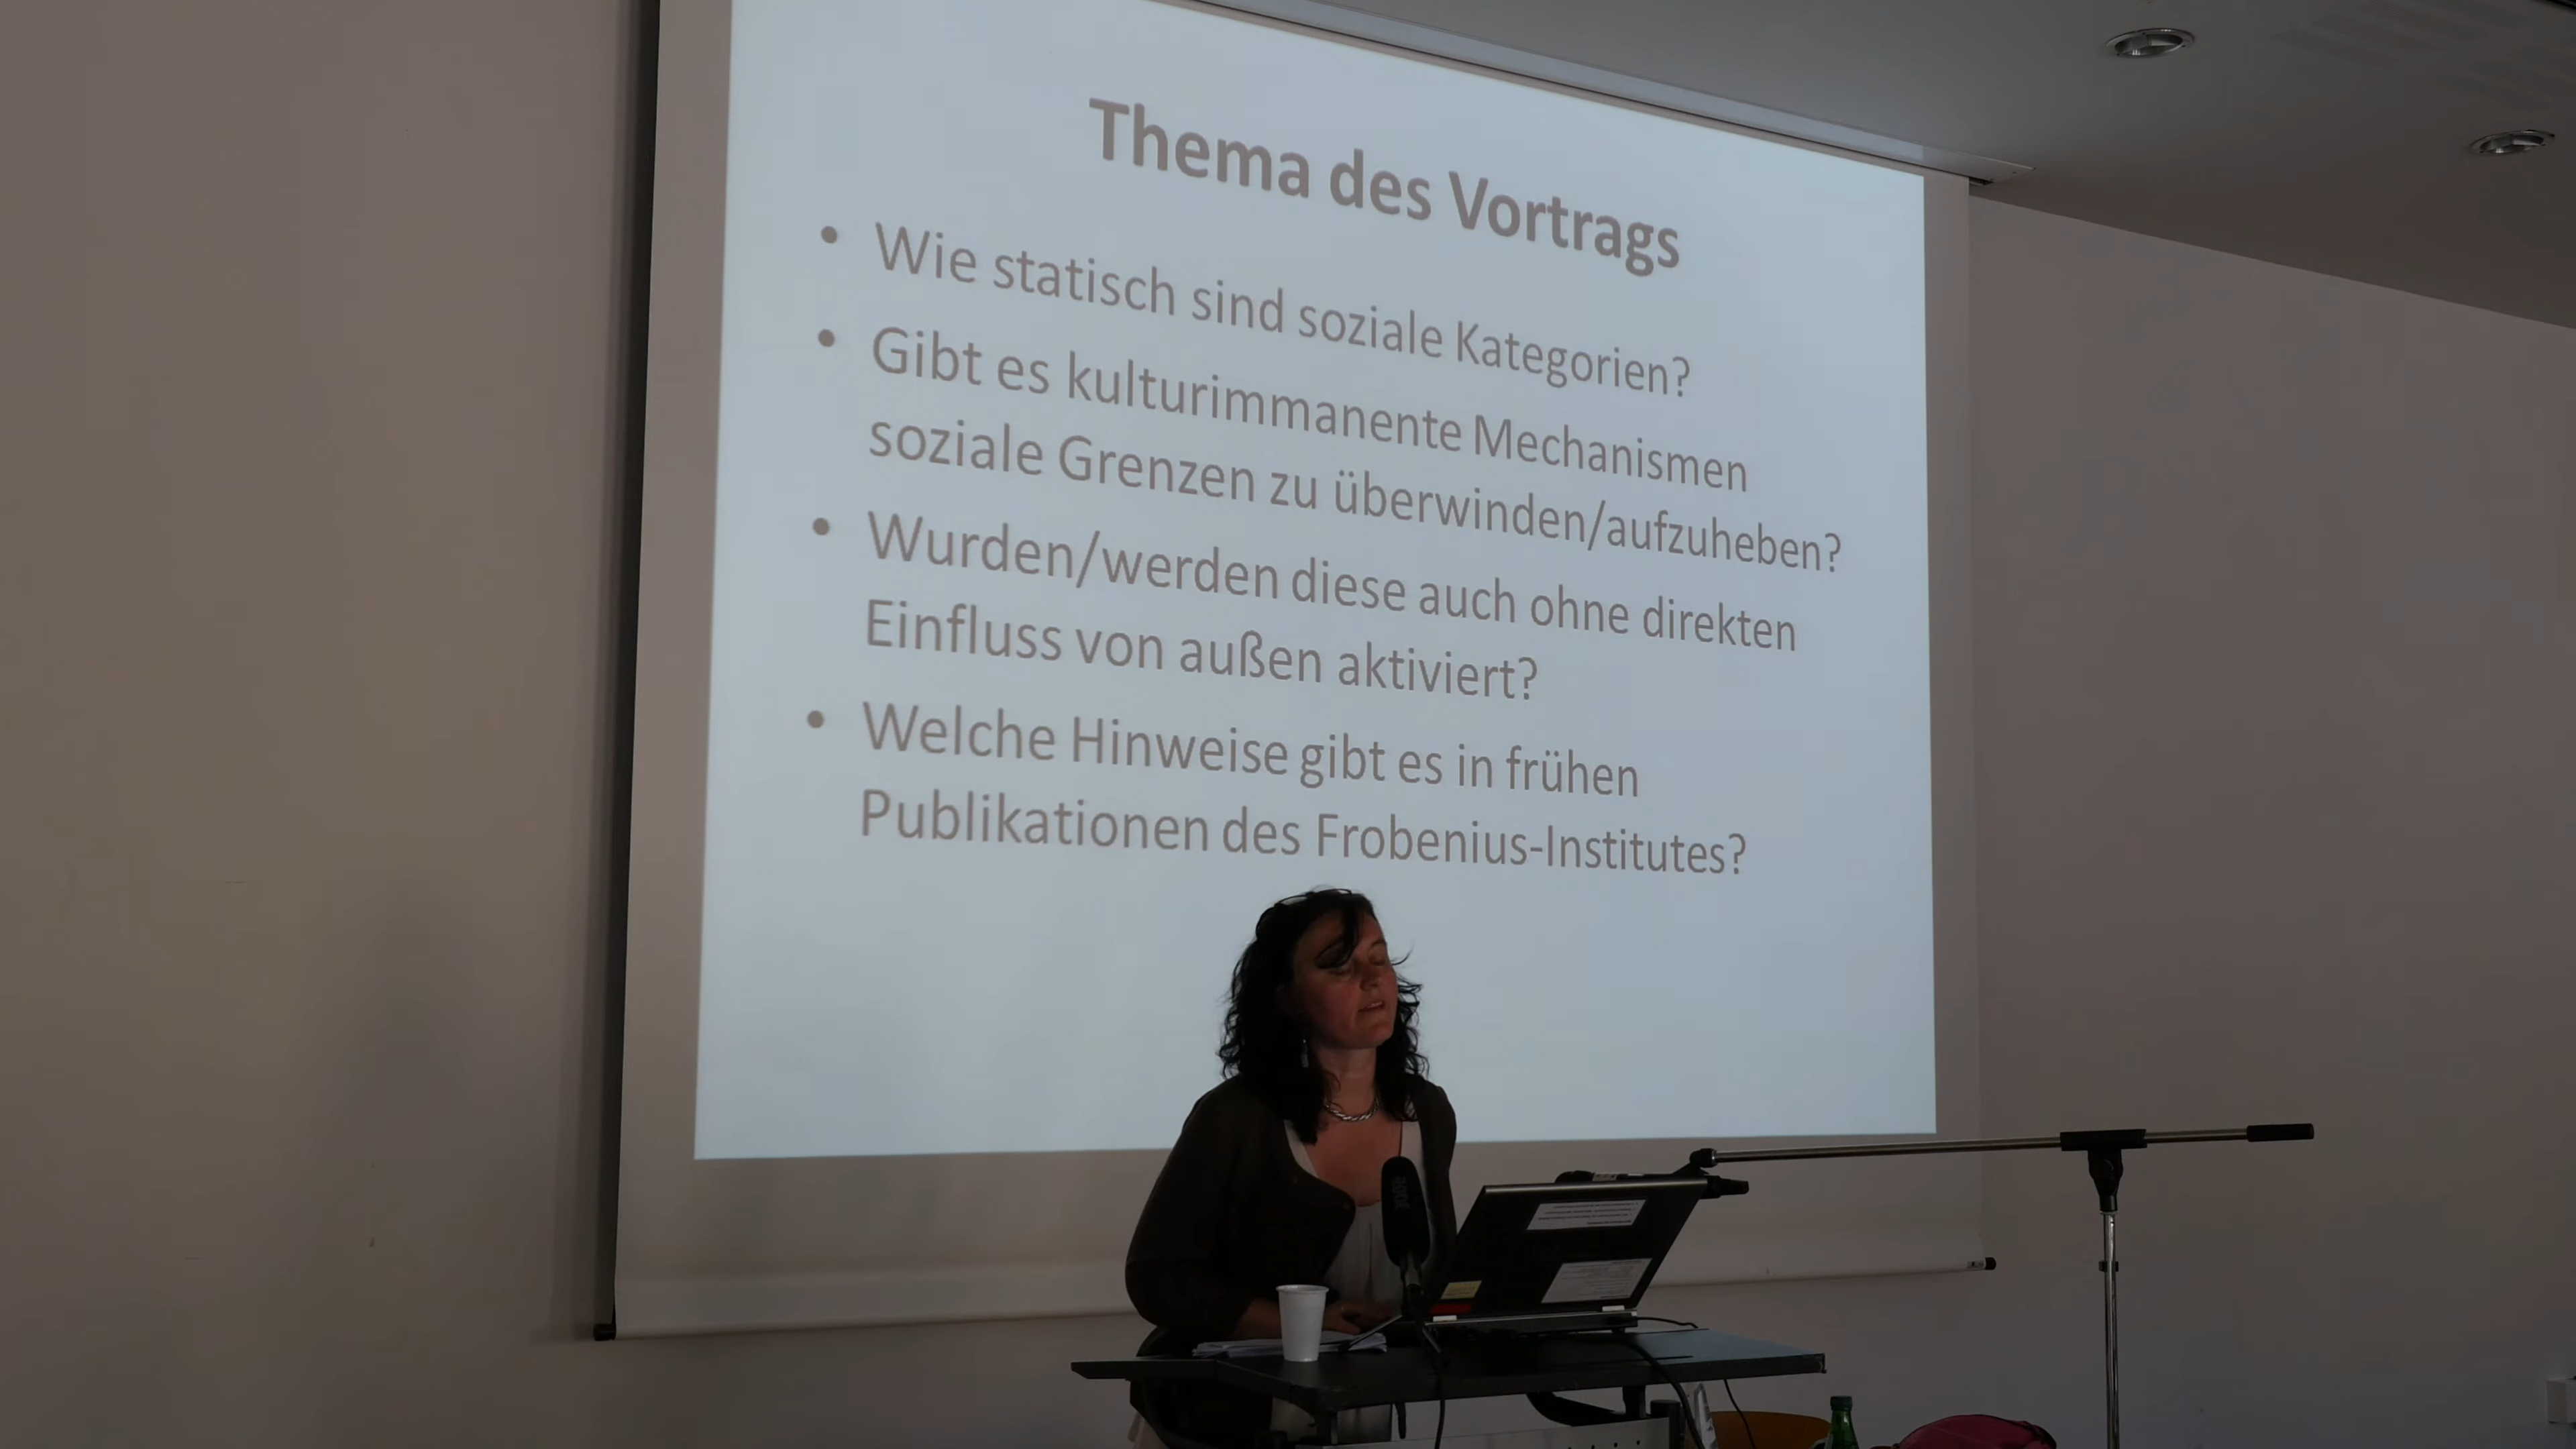 Thema des Vortrags
• Wie statisch sind soziale Kategorien?
• Gibt es kulturimmanente Mechanismen
soziale Grenzen zu überwinden/aufzuheben?
• Wurden/werden diese auch ohne direkten
Einfluss von außen aktiviert?
• Welche Hinweise gibt es in frühen
Publikationen des Frobenius-Institutes?